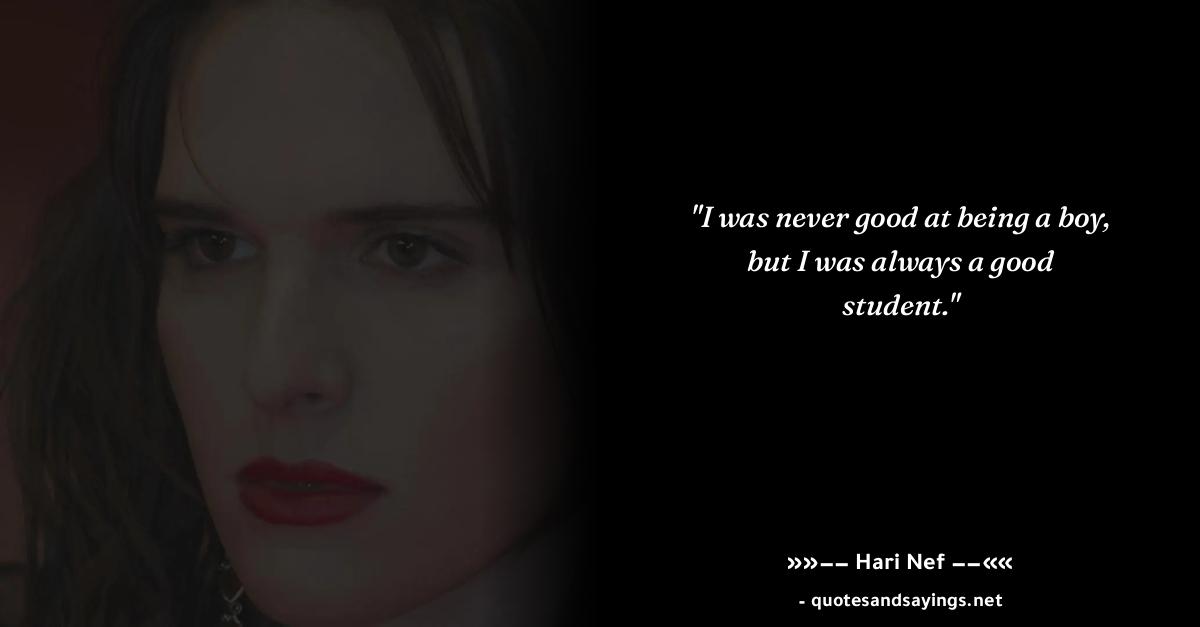 "I was never good at being a boy,
but I was always a good
student."
»»−− Hari Nef −−««
- quotesandsayings.net